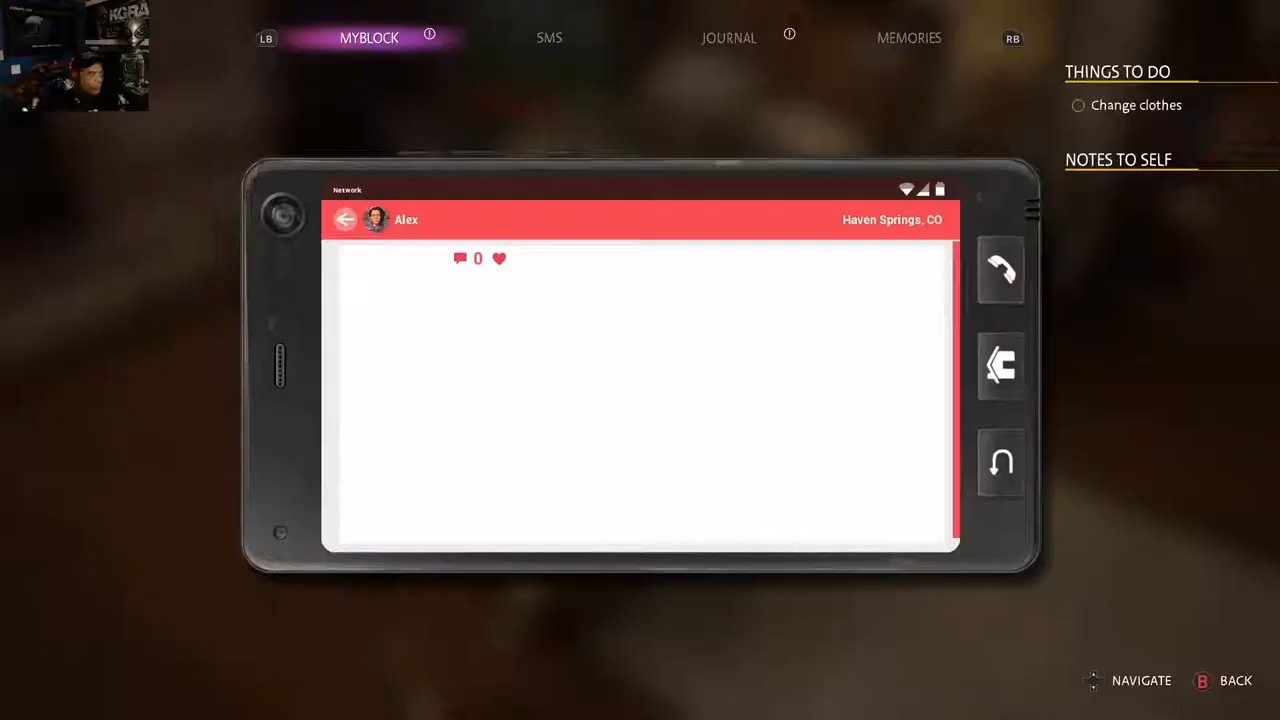 KGRA
LB
MYBLOCK
SMS
JOURNAL
MEMORIES
RB
THINGS TO DO
Change clothes
NOTES TO SELF
Network
Alex
Haven Springs, CO
0
NAVIGATE
B BACK